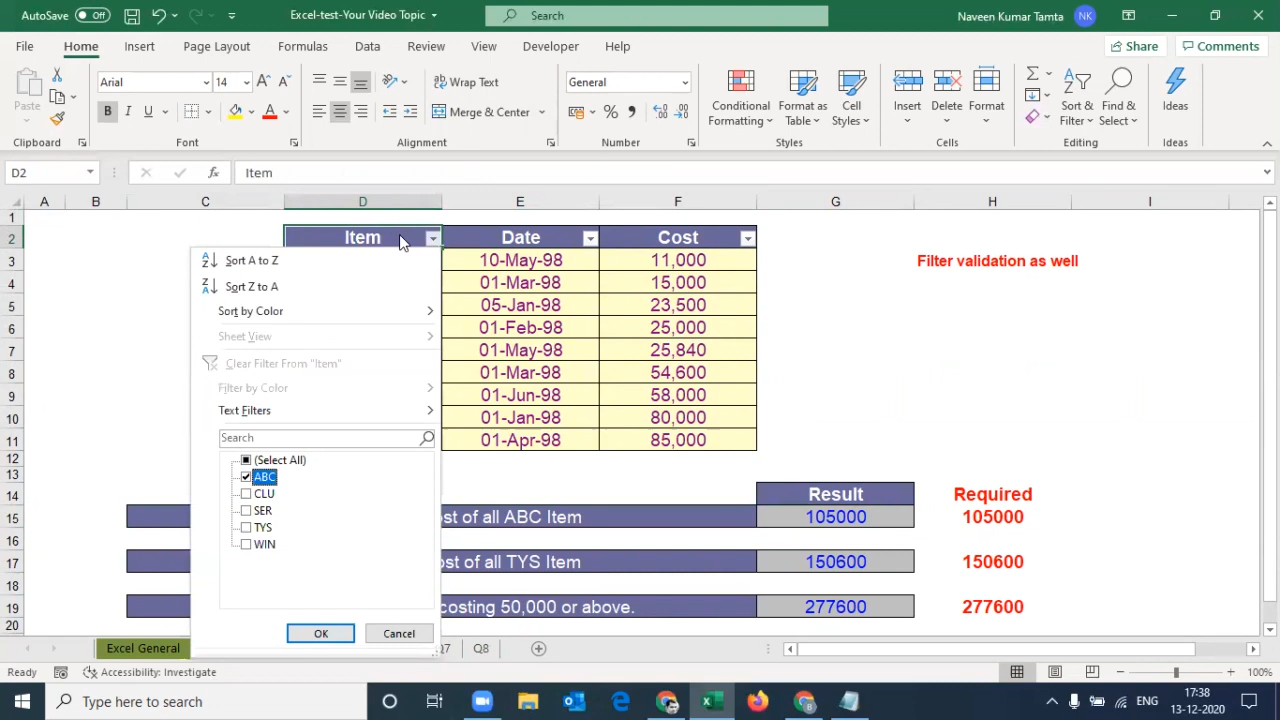 AutoSave Off Excel-test-Your Video Topic Search Naveen Kumar Tamta NK
File Home Insert Page Layout Formulas Data Review View Developer Help Share Comments
Arial 14 Wrap Text General
Paste B I U A Merge & Center % , Conditional Formatting Format as Table Cell Styles Insert Delete Format Sort & Filter Find & Select Ideas
Clipboard Font Alignment Number Styles Cells Editing Ideas
D2 fx Item
A B C D E F G H I
1
2 Item Date Cost
3 10-May-98 11,000 Filter validation as well
4 01-Mar-98 15,000
5 05-Jan-98 23,500
6 01-Feb-98 25,000
7 01-May-98 25,840
8 01-Mar-98 54,600
9 01-Jun-98 58,000
10 01-Jan-98 80,000
11 01-Apr-98 85,000
12
13
14 Result Required
15 st of all ABC Item 105000 105000
16
17 st of all TYS Item 150600 150600
18
19 costing 50,000 or above. 277600 277600
20
Sort A to Z
Sort Z to A
Sort by Color
Sheet View
Clear Filter From "Item"
Filter by Color
Text Filters
Search
(Select All)
ABC
CLU
SER
TYS
WIN
OK Cancel
Excel General Q7 Q8
Ready Accessibility: Investigate 100%
Type here to search ENG 17:38
13-12-2020